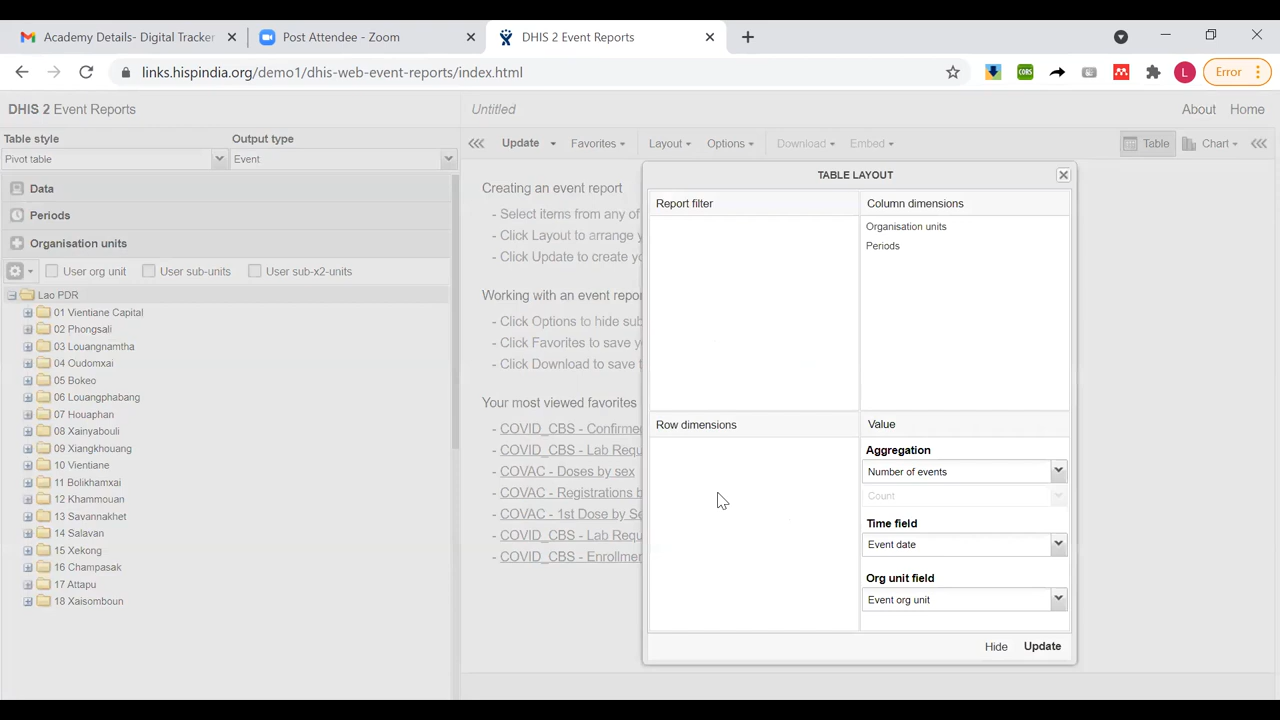 Academy Details- Digital Tracker
Post Attendee - Zoom
DHIS 2 Event Reports
links.hispindia.org/demo1/dhis-web-event-reports/index.html
CORS
L
Error
DHIS 2 Event Reports
Untitled
About
Home
Table style
Output type
Pivot table
Event
Update
Favorites
Layout
Options
Download
Embed
Table
Chart
Data
Periods
Organisation units
User org unit
User sub-units
User sub-x2-units
Lao PDR
01 Vientiane Capital
02 Phongsali
03 Louangnamtha
04 Oudomxai
05 Bokeo
06 Louangphabang
07 Houaphan
08 Xainyabouli
09 Xiangkhouang
10 Vientiane
11 Bolikhamxai
12 Khammouan
13 Savannakhet
14 Salavan
15 Xekong
16 Champasak
17 Attapu
18 Xaisomboun
Creating an event report
- Select items from any of
- Click Layout to arrange
- Click Update to create
Working with an event
- Click Options to hide
- Click Favorites to save
- Click Download to save
Your most viewed favorites
COVID_CBS -
COVID_CBS - Lab
COVAC - Doses by sex
COVAC - Registrations
COVAC - 1st Dose by
COVID_CBS - Lab
COVID_CBS -
TABLE LAYOUT
Report filter
Column dimensions
Organisation units
Periods
Row dimensions
Value
Aggregation
Number of events
Count
Time field
Event date
Org unit field
Event org unit
Hide
Update